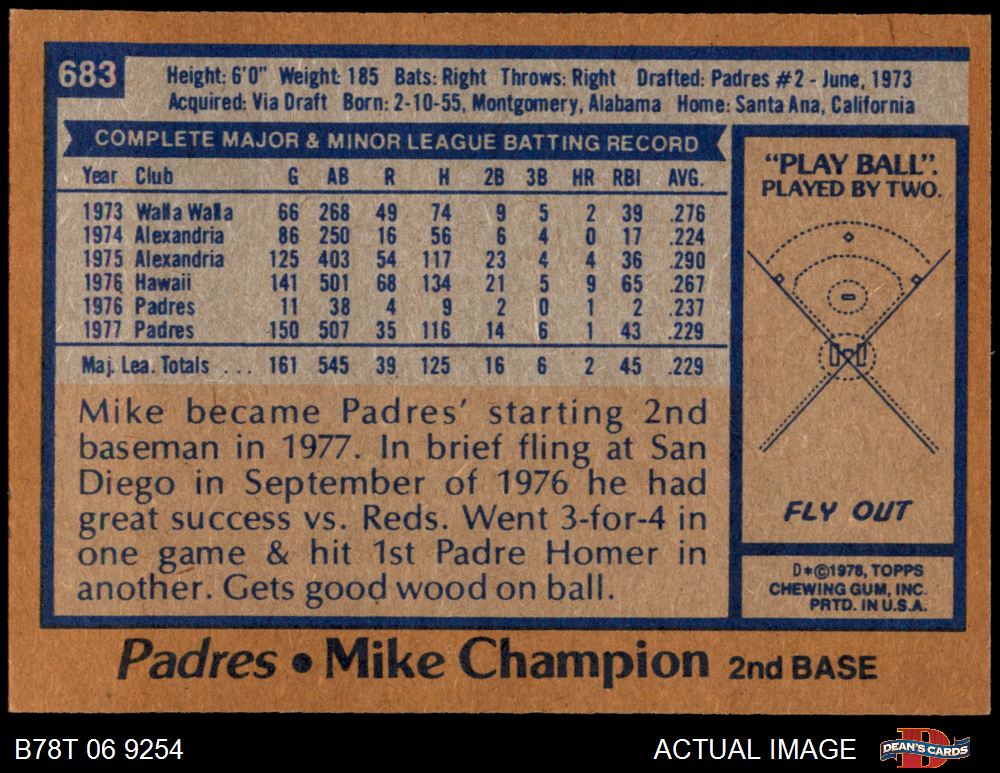 683
Height: 6'0" Weight: 185 Bats: Right Throws: Right Drafted: Padres #2 - June, 1973
Acquired: Via Draft Born: 2-10-55, Montgomery, Alabama Home: Santa Ana, California
COMPLETE MAJOR & MINOR LEAGUE BATTING RECORD
Year Club G AB R H 2B 3B HR RBI AVG.
1973 Walla Walla 66 268 49 74 9 5 2 39 .276
1974 Alexandria 86 250 16 56 6 4 0 17 .224
1975 Alexandria 125 403 54 117 23 4 4 36 .290
1976 Hawaii 141 501 68 134 21 5 9 65 .267
1976 Padres 11 38 4 9 2 0 1 2 .237
1977 Padres 150 507 35 116 14 6 1 43 .229
Maj. Lea. Totals . . . 161 545 39 125 16 6 2 45 .229
Mike became Padres' starting 2nd
baseman in 1977. In brief fling at San
Diego in September of 1976 he had
great success vs. Reds. Went 3-for-4 in
one game & hit 1st Padre Homer in
another. Gets good wood on ball.
"PLAY BALL".
PLAYED BY TWO.
FLY OUT
D*©1978, TOPPS
CHEWING GUM, INC.
PRTD. IN U.S.A.
Padres • Mike Champion 2nd BASE
B78T 06 9254
ACTUAL IMAGE
DEAN'S CARDS